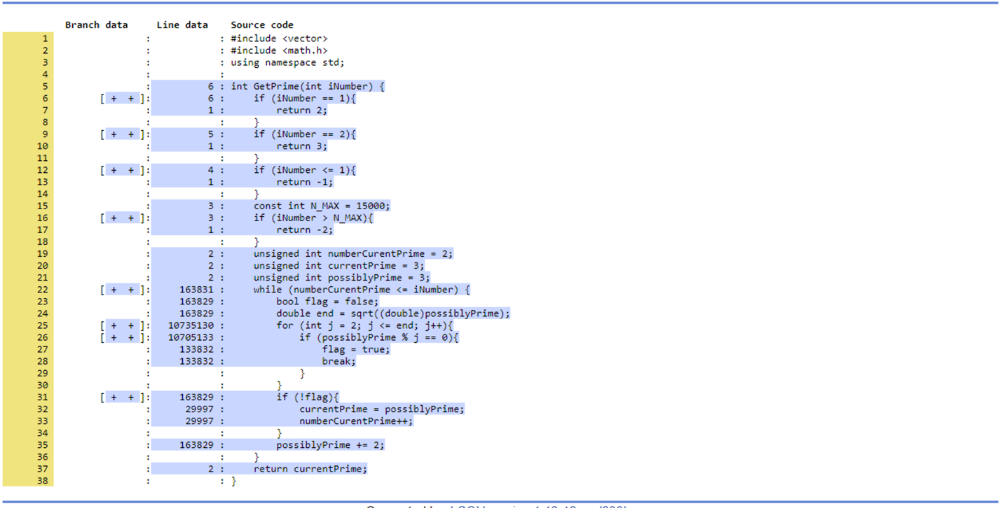 Branch data Line data Source code
1 : : #include <vector>
2 : : #include <math.h>
3 : : using namespace std;
4 : :
5 : 6 : int GetPrime(int iNumber) {
6 [ + + ]: 6 : if (iNumber == 1){
7 : 1 : return 2;
8 : : }
9 [ + + ]: 5 : if (iNumber == 2){
10 : 1 : return 3;
11 : : }
12 [ + + ]: 4 : if (iNumber <= 1){
13 : 1 : return -1;
14 : : }
15 : 3 : const int N_MAX = 15000;
16 [ + + ]: 3 : if (iNumber > N_MAX){
17 : 1 : return -2;
18 : : }
19 : 2 : unsigned int numberCurentPrime = 2;
20 : 2 : unsigned int currentPrime = 3;
21 : 2 : unsigned int possiblyPrime = 3;
22 [ + + ]: 163831 : while (numberCurentPrime <= iNumber) {
23 : 163829 : bool flag = false;
24 : 163829 : double end = sqrt((double)possiblyPrime);
25 [ + + ]: 10735130 : for (int j = 2; j <= end; j++){
26 [ + + ]: 10705133 : if (possiblyPrime % j == 0){
27 : 133832 : flag = true;
28 : 133832 : break;
29 : : }
30 : : }
31 [ + + ]: 163829 : if (!flag){
32 : 29997 : currentPrime = possiblyPrime;
33 : 29997 : numberCurentPrime++;
34 : : }
35 : 163829 : possiblyPrime += 2;
36 : : }
37 : 2 : return currentPrime;
38 : : }